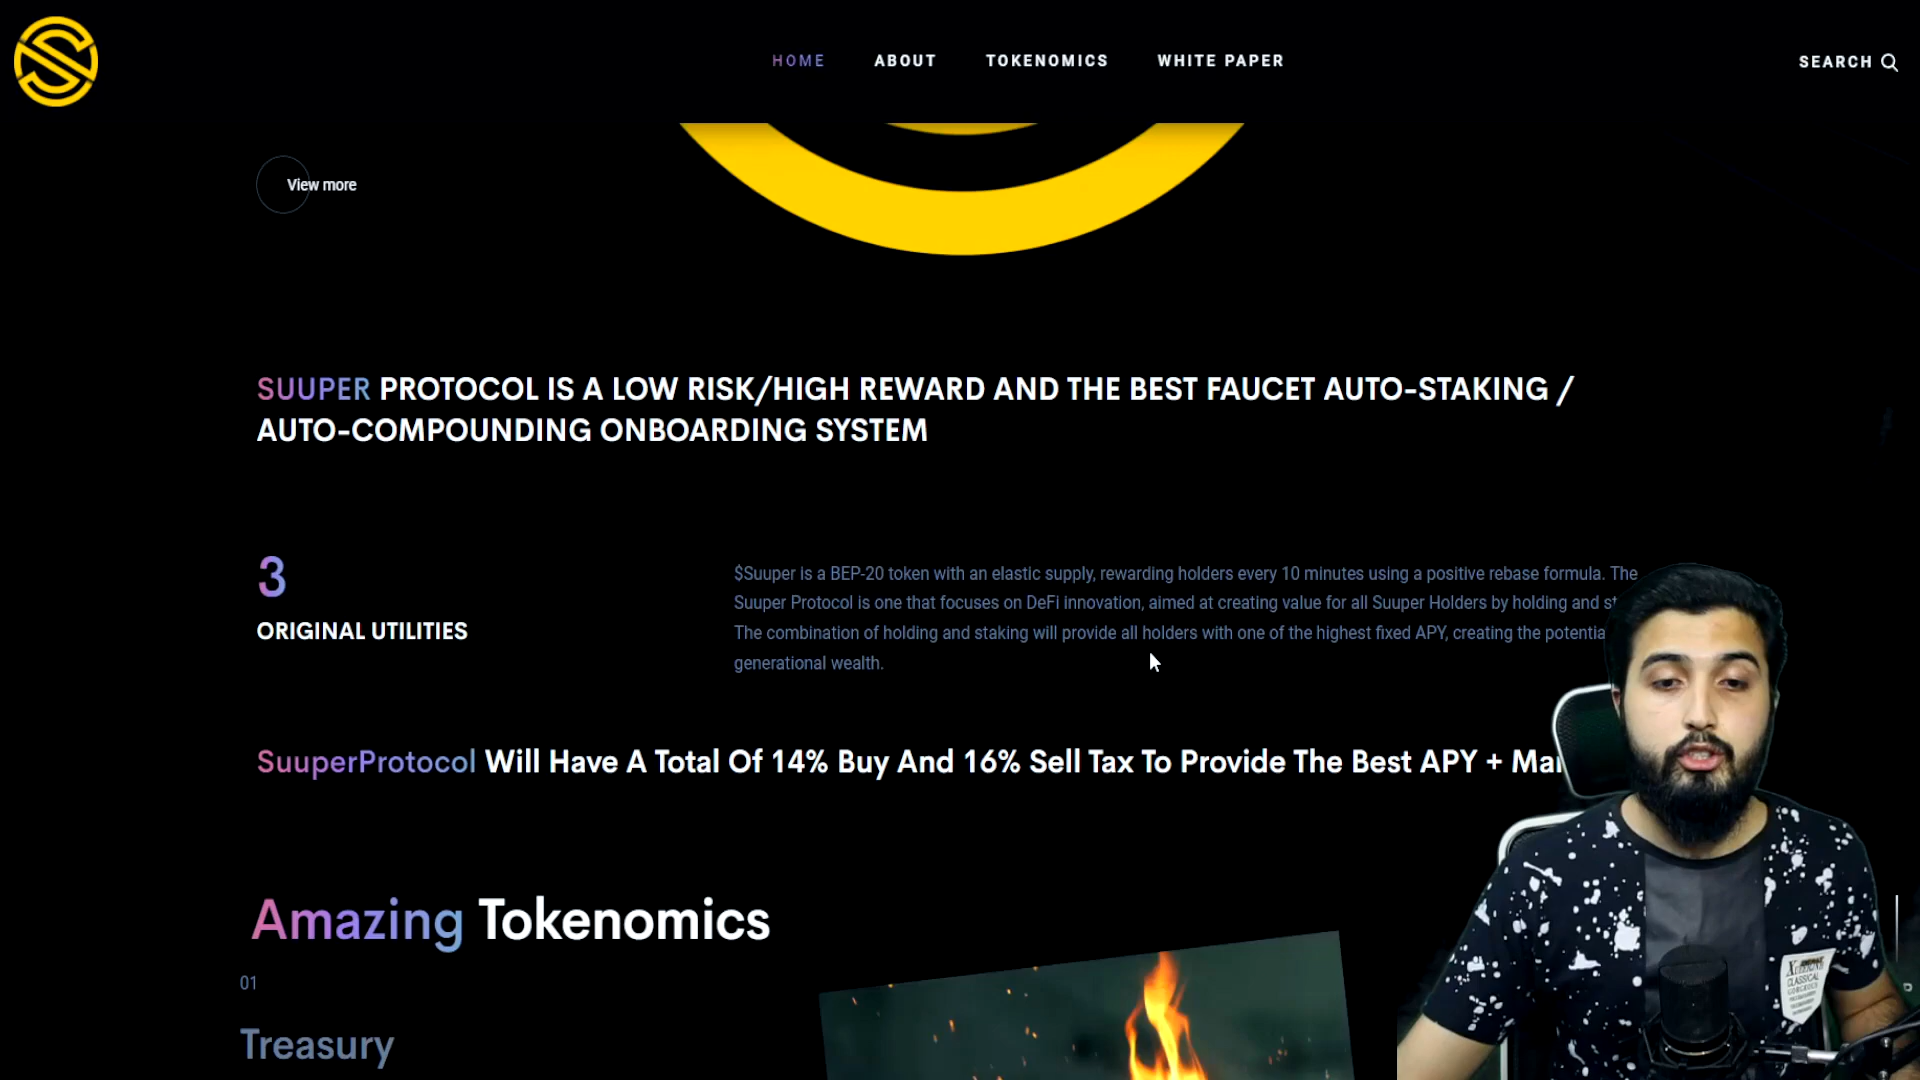 HOME ABOUT TOKENOMICS WHITE PAPER SEARCH
View more
SUUPER PROTOCOL IS A LOW RISK/HIGH REWARD AND THE BEST FAUCET AUTO-STAKING /
AUTO-COMPOUNDING ONBOARDING SYSTEM
3
ORIGINAL UTILITIES
$Suuper is a BEP-20 token with an elastic supply, rewarding holders every 10 minutes using a positive rebase formula. The
Suuper Protocol is one that focuses on DeFi innovation, aimed at creating value for all Suuper Holders by holding and
The combination of holding and staking will provide all holders with one of the highest fixed APY, creating the
generational wealth.
SuuperProtocol Will Have A Total Of 14% Buy And 16% Sell Tax To Provide The Best APY +
Amazing Tokenomics
01
Treasury
CLASSICAL